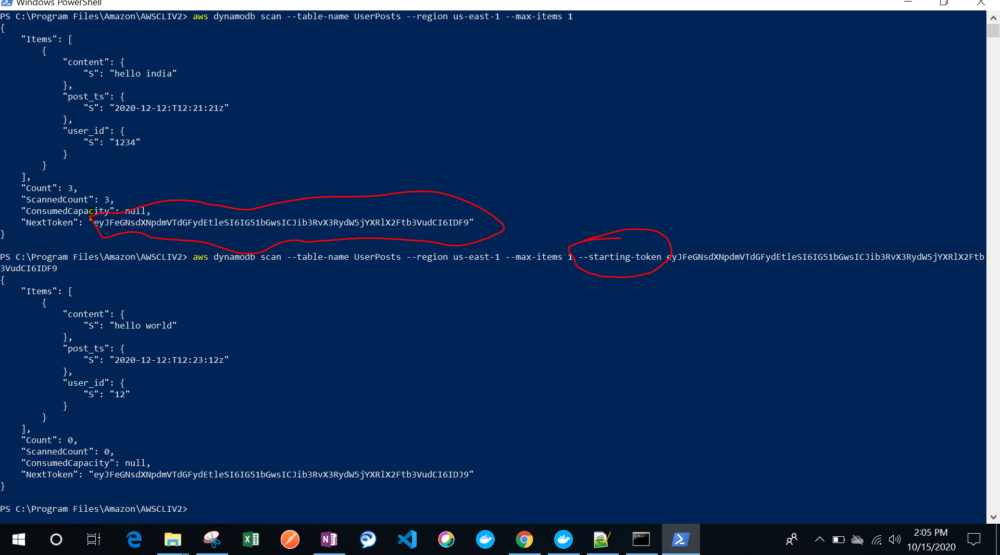 Windows PowerShell
PS C:\Program Files\Amazon\AWSCLIV2> aws dynamodb scan --table-name UserPosts --region us-east-1 --max-items 1
{
    "Items": [
        {
            "content": {
                "S": "hello india"
            },
            "post_ts": {
                "S": "2020-12-12:T12:21:21z"
            },
            "user_id": {
                "S": "1234"
            }
        }
    ],
    "Count": 3,
    "ScannedCount": 3,
    "ConsumedCapacity": null,
    "NextToken": "eyJFeGNsdXNpdmVTdGFydEtleSI6IG51bGwsICJib3RvX3RydW5jYXRlX2Ftb3VudCI6IDF9"
}
PS C:\Program Files\Amazon\AWSCLIV2> aws dynamodb scan --table-name UserPosts --region us-east-1 --max-items 1 --starting-token eyJFeGNsdXNpdmVTdGFydEtleSI6IG51bGwsICJib3RvX3RydW5jYXRlX2Ftb
3VudCI6IDF9
{
    "Items": [
        {
            "content": {
                "S": "hello world"
            },
            "post_ts": {
                "S": "2020-12-12:T12:23:12z"
            },
            "user_id": {
                "S": "12"
            }
        }
    ],
    "Count": 0,
    "ScannedCount": 0,
    "ConsumedCapacity": null,
    "NextToken": "eyJFeGNsdXNpdmVTdGFydEtleSI6IG51bGwsICJib3RvX3RydW5jYXRlX2Ftb3VudCI6IDJ9"
}
PS C:\Program Files\Amazon\AWSCLIV2>
2:05 PM
10/15/2020